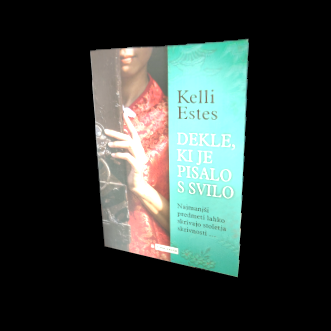 Kelli
Estes
DEKLE,
KI JE
PISALO
S SVILO
Najmanjši
predmeti lahko
skrivajo stoletja
skrivnosti ...